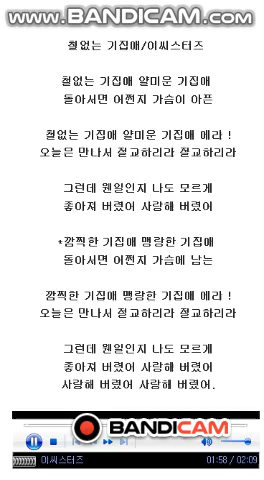 www.BANDICAM.com
철없는 기집애/이씨스터즈
철없는 기집애 얄미운 기집애
돌아서면 어쩐지 가슴이 아픈
철없는 기집애 얄미운 기집애 에라 !
오늘은 만나서 절교하리라 절교하리라
그런데 웬일인지 나도 모르게
좋아져 버렸어 사랑해 버렸어
*깜찍한 기집애 맹랑한 기집애
돌아서면 어쩐지 가슴에 남는
깜찍한 기집애 맹랑한 기집애 에라 !
오늘은 만나서 절교하리라 절교하리라
그런데 웬일인지 나도 모르게
좋아져 버렸어 사랑해 버렸어
사랑해 버렸어 사랑해 버렸어.
BANDICAM
이씨스터즈 01:58 / 02:09